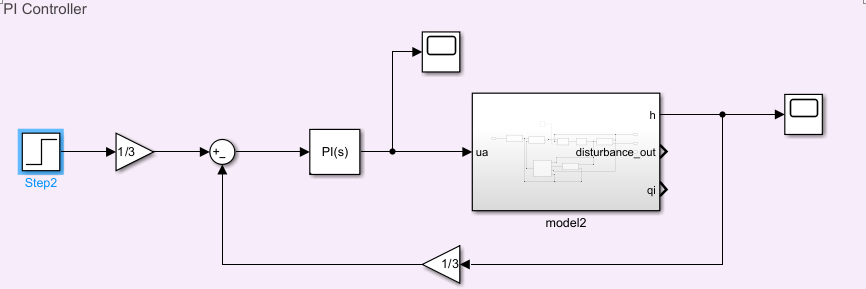 PI Controller
Step2
1/3
+
−
PI(s)
ua
h
disturbance_out
qi
model2
1/3